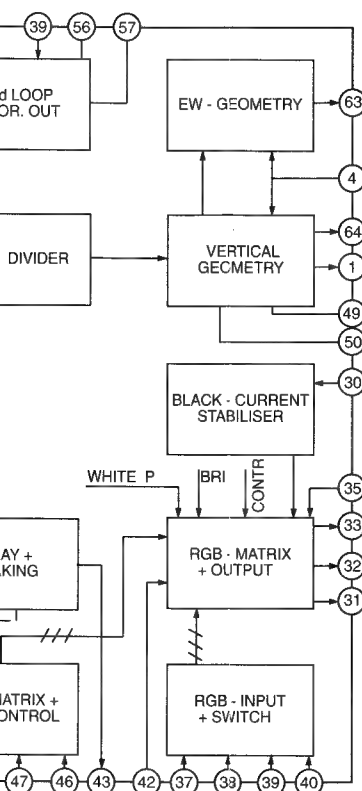 39 56 57
d LOOP
OR. OUT
EW - GEOMETRY
63
4
DIVIDER
VERTICAL
GEOMETRY
64
1
49
50
30
BLACK - CURRENT
STABILISER
WHITE P
BRI
CONTR
35
AY +
AKING
RGB - MATRIX
+ OUTPUT
33
32
31
MATRIX +
ONTROL
RGB - INPUT
+ SWITCH
47 46 43 42 37 38 39 40